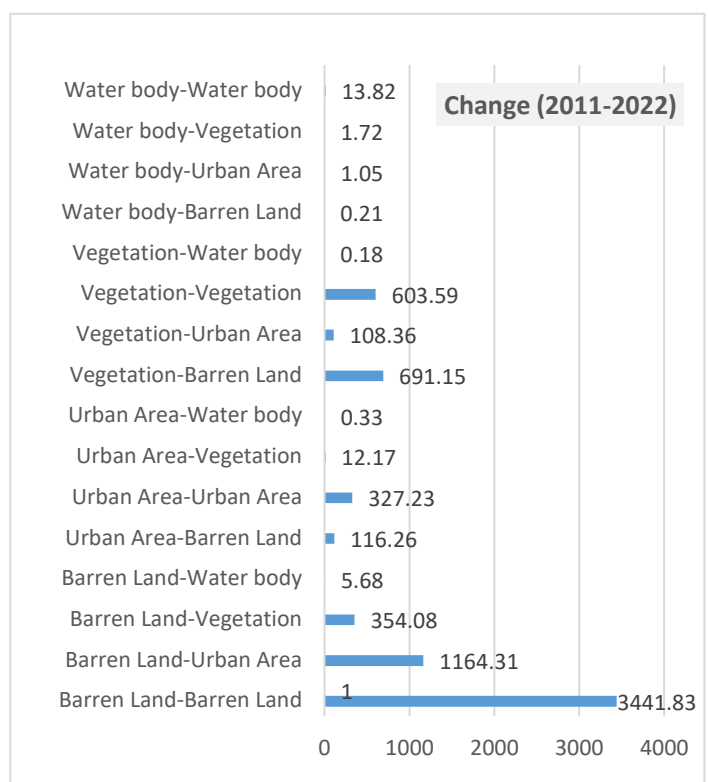 Change (2011-2022)
Water body-Water body 13.82
Water body-Vegetation 1.72
Water body-Urban Area 1.05
Water body-Barren Land 0.21
Vegetation-Water body 0.18
Vegetation-Vegetation 603.59
Vegetation-Urban Area 108.36
Vegetation-Barren Land 691.15
Urban Area-Water body 0.33
Urban Area-Vegetation 12.17
Urban Area-Urban Area 327.23
Urban Area-Barren Land 116.26
Barren Land-Water body 5.68
Barren Land-Vegetation 354.08
Barren Land-Urban Area 1164.31
1
Barren Land-Barren Land 3441.83
0 1000 2000 3000 4000